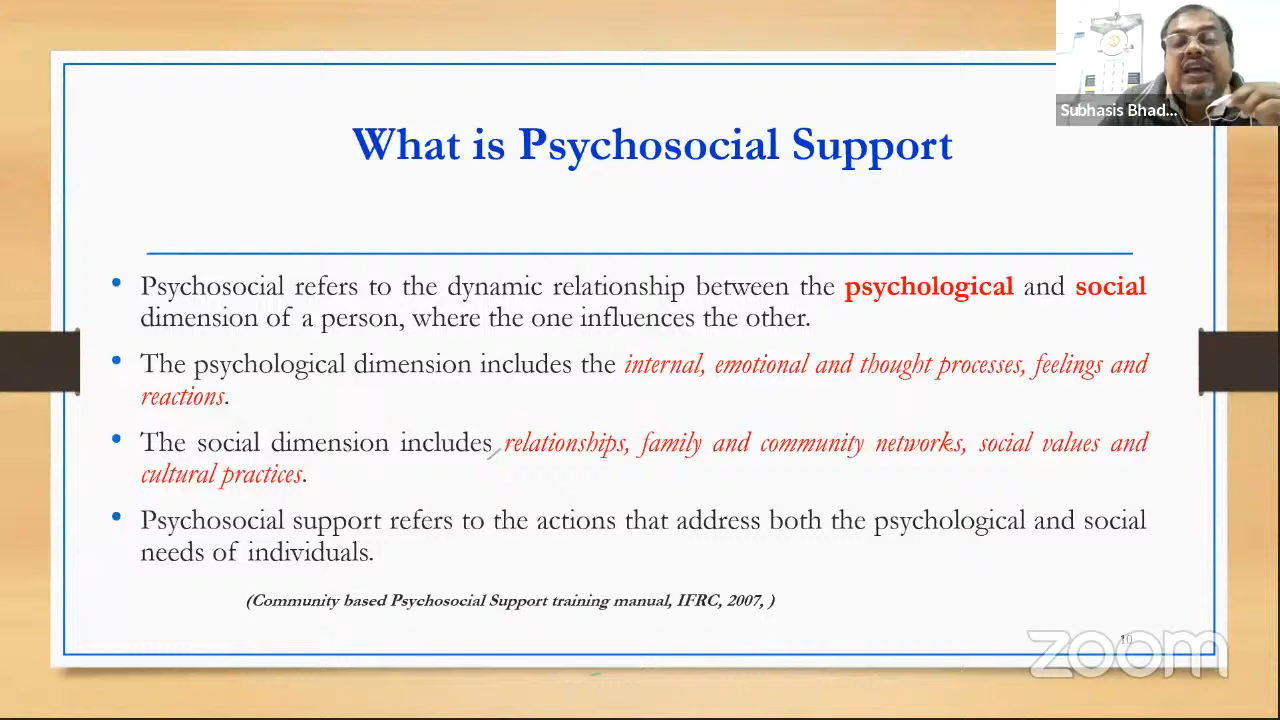 Subhasis Bhad...
What is Psychosocial Support
• Psychosocial refers to the dynamic relationship between the psychological and social
dimension of a person, where the one influences the other.
• The psychological dimension includes the internal, emotional and thought processes, feelings and
reactions.
• The social dimension includes relationships, family and community networks, social values and
cultural practices.
• Psychosocial support refers to the actions that address both the psychological and social
needs of individuals.
(Community based Psychosocial Support training manual, IFRC, 2007, )
10
zoom